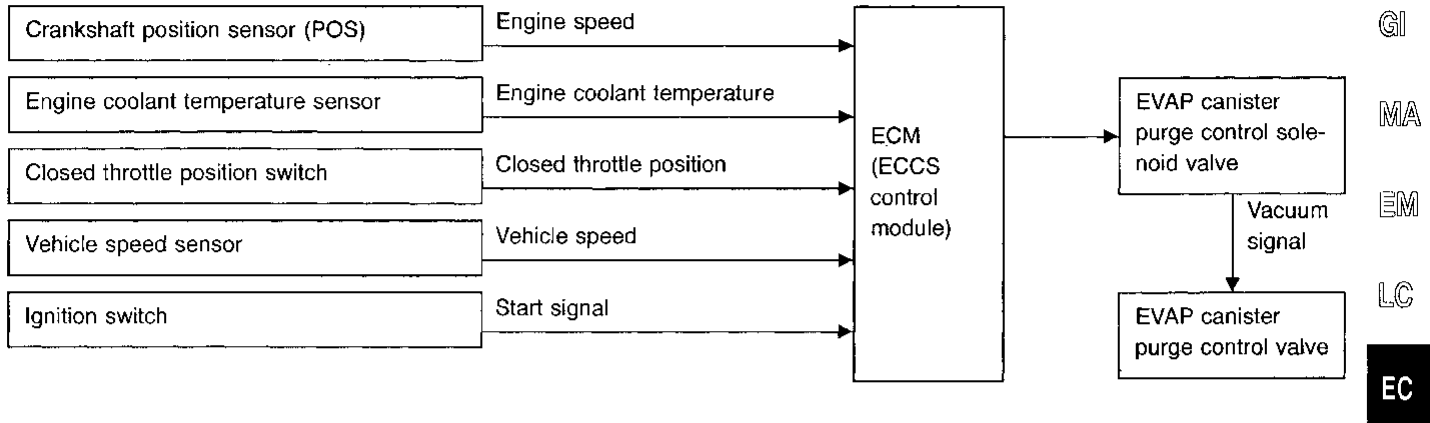 Crankshaft position sensor (POS)
Engine speed
Engine coolant temperature sensor
Engine coolant temperature
Closed throttle position switch
Closed throttle position
Vehicle speed sensor
Vehicle speed
Ignition switch
Start signal
ECM
(ECCS
control
module)
EVAP canister
purge control sole-
noid valve
Vacuum
signal
EVAP canister
purge control valve
GI
MA
EM
LC
EC